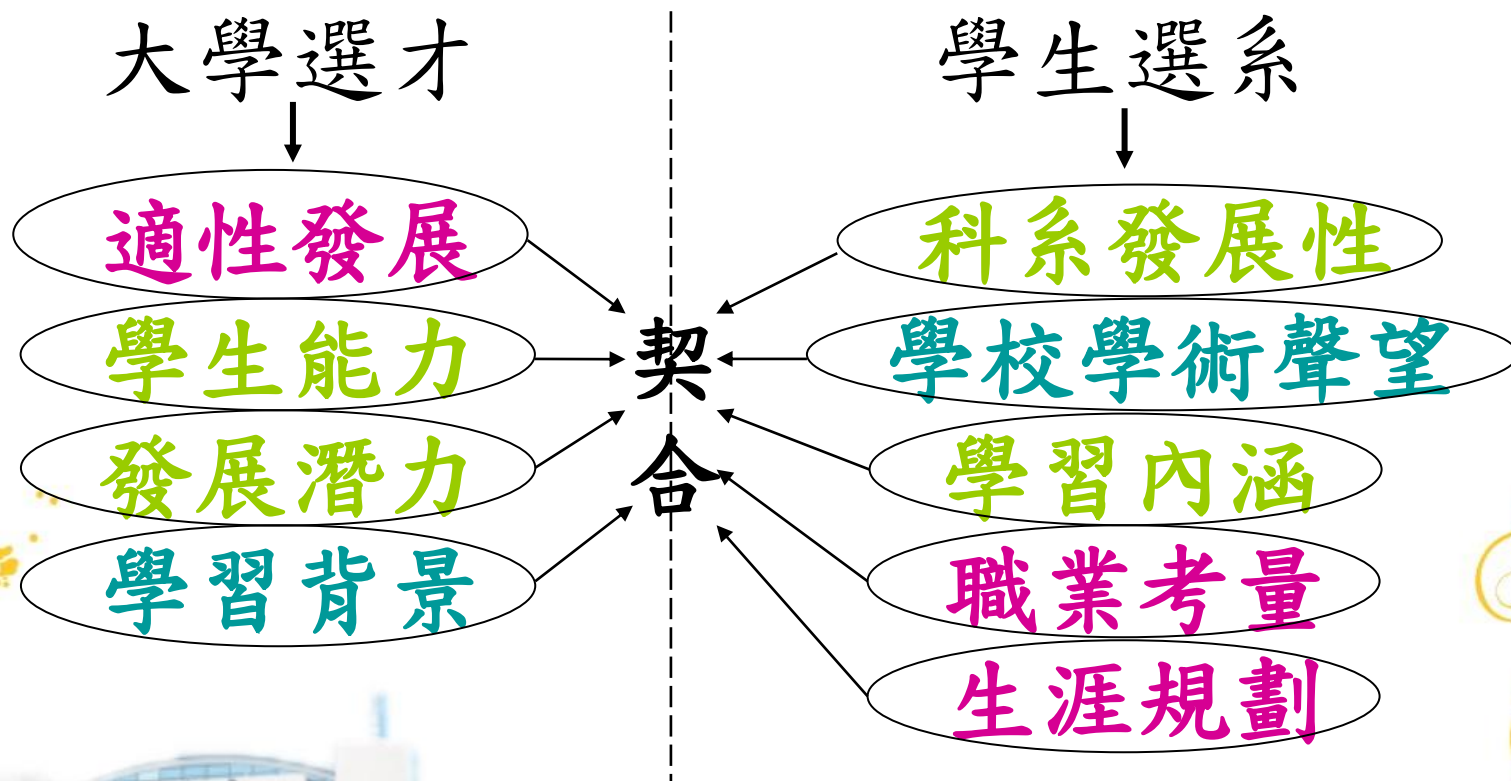 大學選才
適性發展
學生能力
發展潛力
學習背景
契
合
學生選系
科系發展性
學校學術聲望
學習內涵
職業考量
生涯規劃